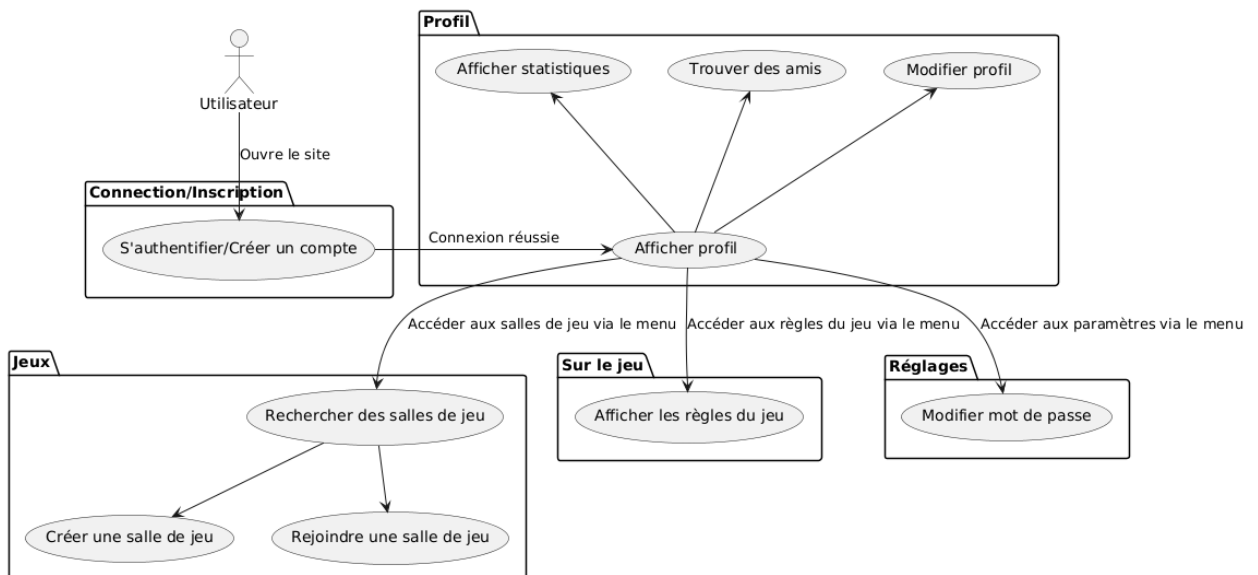 Profil
Afficher statistiques
Trouver des amis
Modifier profil
Utilisateur
Ouvre le site
Connection/Inscription
S'authentifier/Créer un compte
Connexion réussie
Afficher profil
Accéder aux salles de jeu via le menu
Accéder aux règles du jeu via le menu
Accéder aux paramètres via le menu
Jeux
Rechercher des salles de jeu
Créer une salle de jeu
Rejoindre une salle de jeu
Sur le jeu
Afficher les règles du jeu
Réglages
Modifier mot de passe